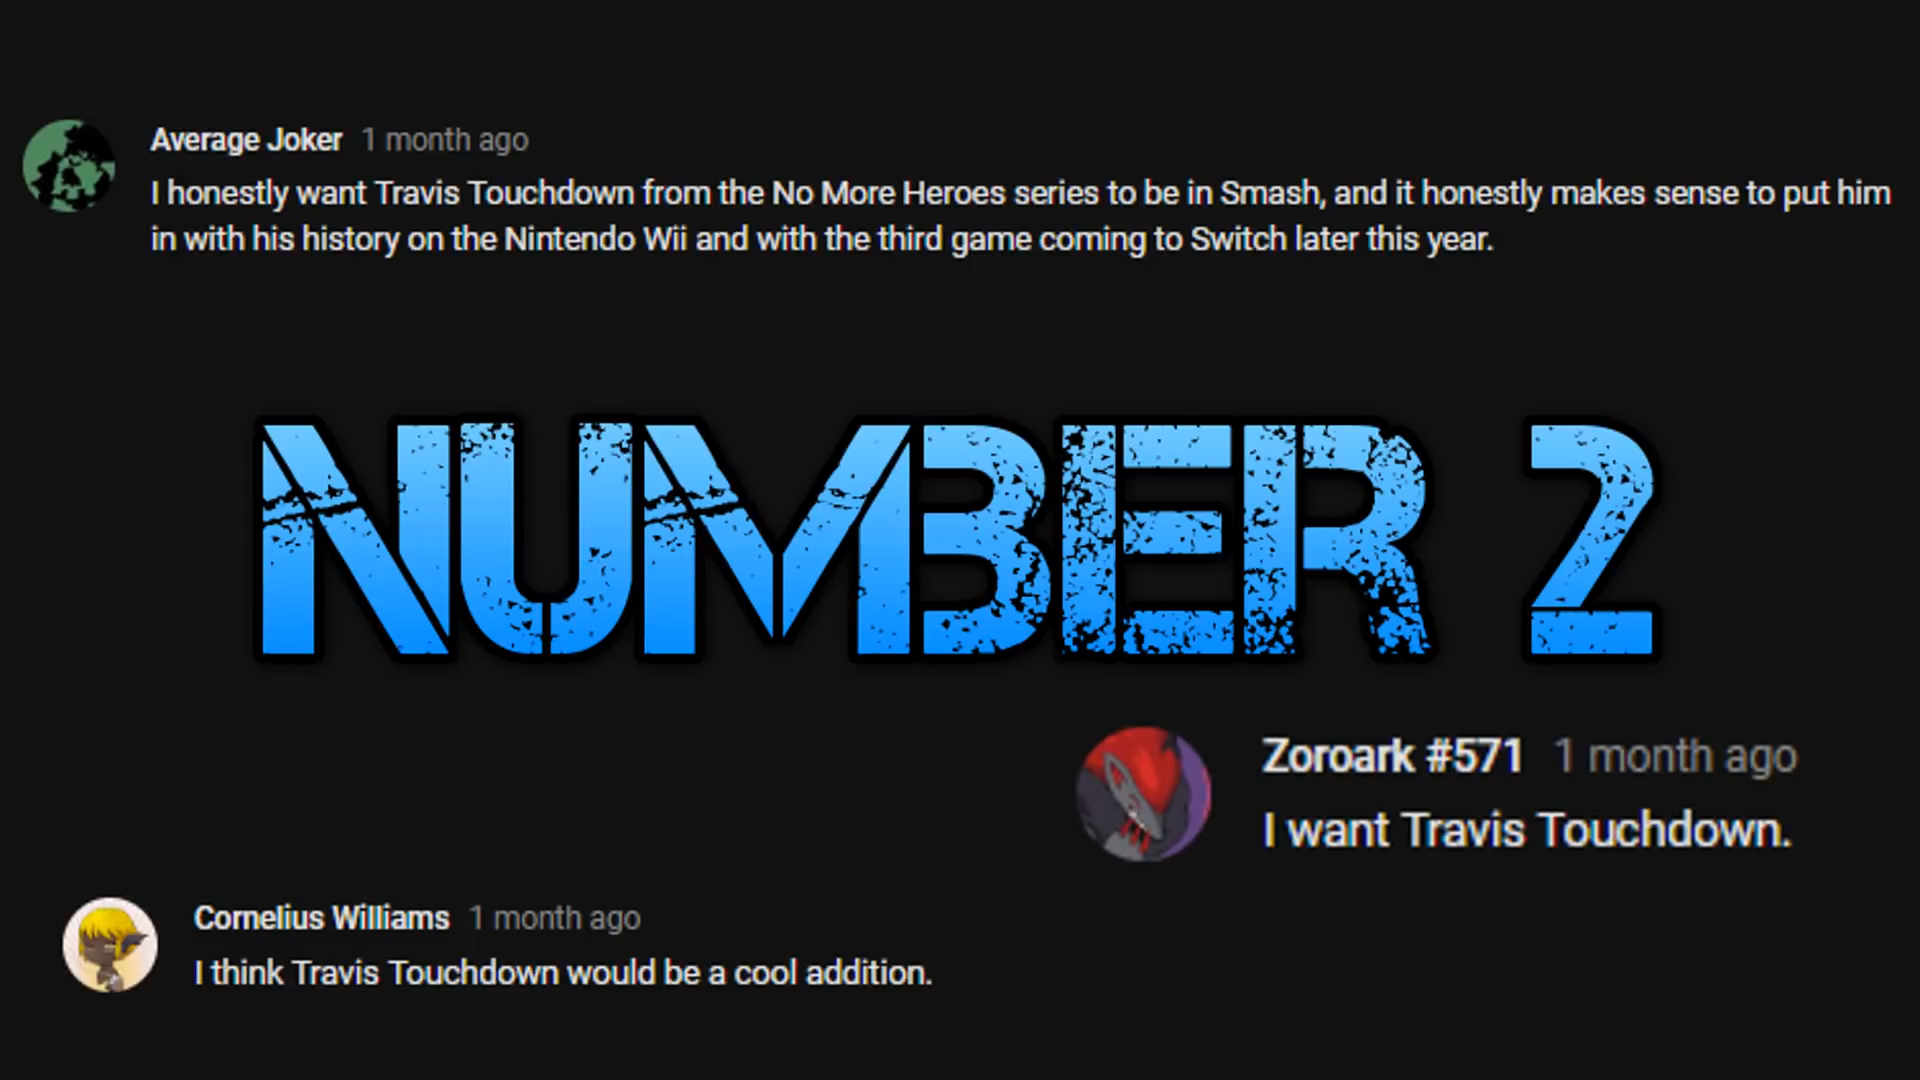 Average Joker 1 month ago
I honestly want Travis Touchdown from the No More Heroes series to be in Smash, and it honestly makes sense to put him
in with his history on the Nintendo Wii and with the third game coming to Switch later this year.
NUMBER 2
Zoroark #571 1 month ago
I want Travis Touchdown.
Cornelius Williams 1 month ago
I think Travis Touchdown would be a cool addition.